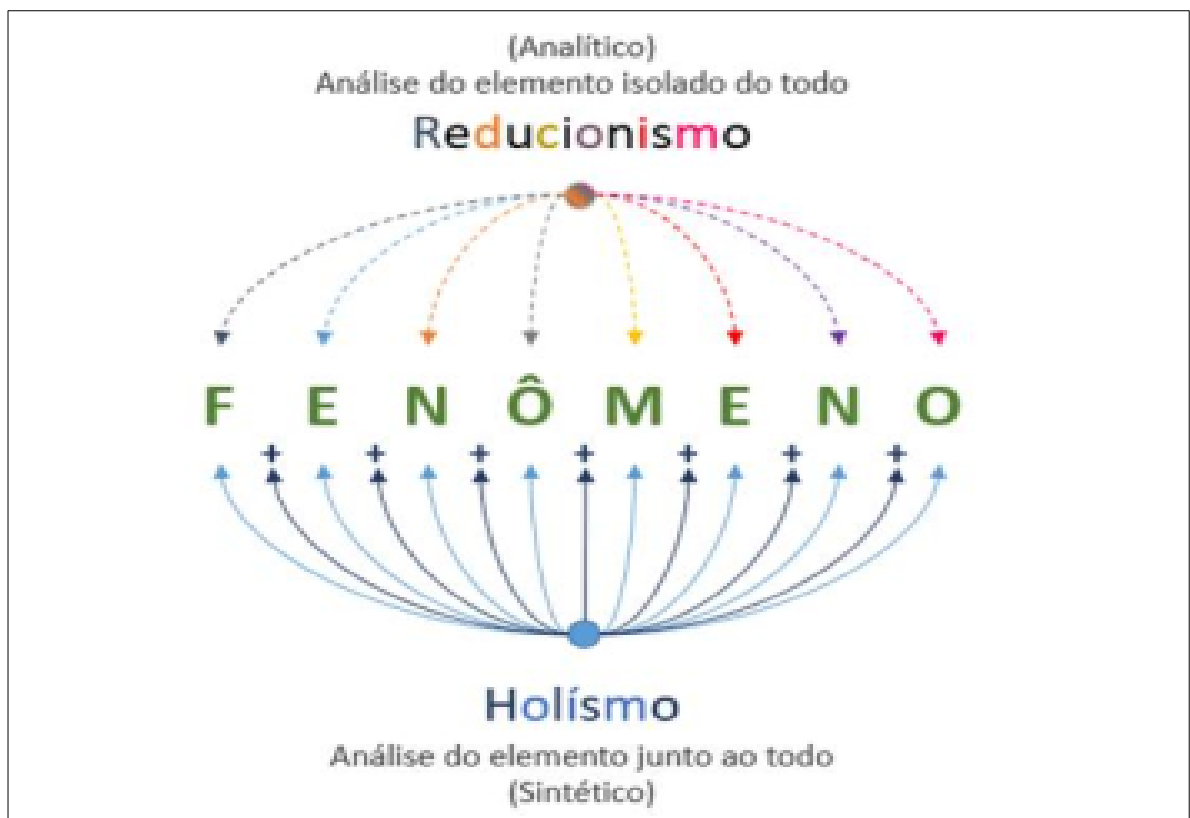 (Analítico)
Análise do elemento isolado do todo
Reducionismo
F E N Ô M E N O
+ + + + + + +
Holísmo
Análise do elemento junto ao todo
(Sintético)